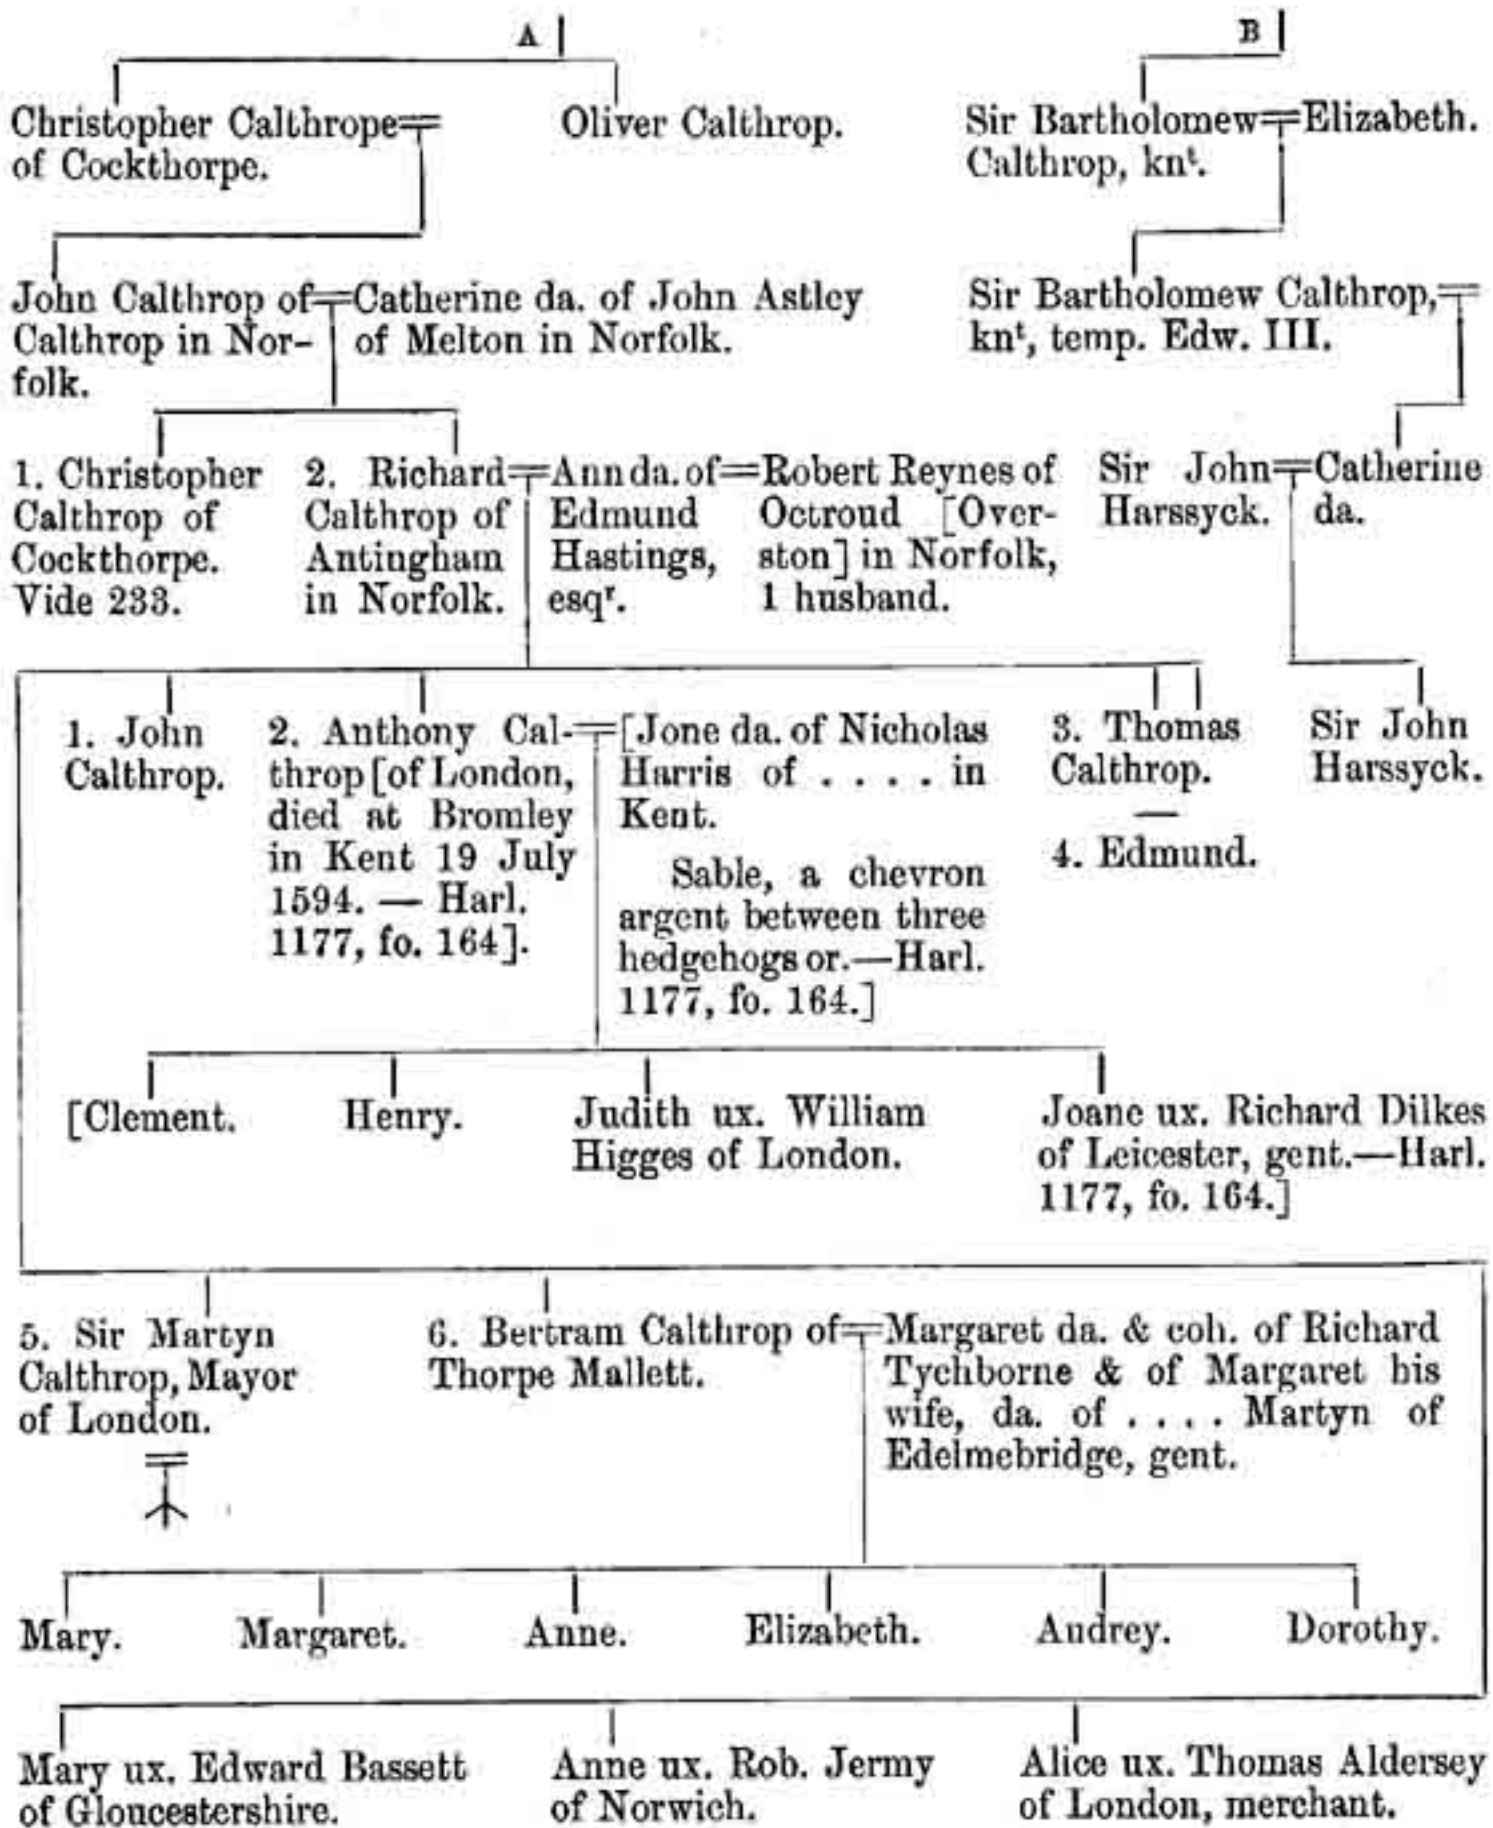 A
B
Christopher Calthrope
of Cockthorpe.
Oliver Calthrop.
Sir Bartholomew
Calthrop, knᵗ.
Elizabeth.
John Calthrop of
Calthrop in Nor-
folk.
Catherine da. of John Astley
of Melton in Norfolk.
Sir Bartholomew Calthrop,
knᵗ, temp. Edw. III.
1. Christopher
Calthrop of
Cockthorpe.
Vide 233.
2. Richard
Calthrop of
Antingham
in Norfolk.
Ann da. of
Edmund
Hastings,
esqʳ.
Robert Reynes of
Octroud [Over-
ston] in Norfolk,
1 husband.
Sir John
Harssyck.
Catherine
da.
1. John
Calthrop.
2. Anthony Cal-
throp [of London,
died at Bromley
in Kent 19 July
1594. — Harl.
1177, fo. 164].
[Jone da. of Nicholas
Harris of . . . . in
Kent.
Sable, a chevron
argent between three
hedgehogs or.—Harl.
1177, fo. 164.]
3. Thomas
Calthrop.
—
4. Edmund.
Sir John
Harssyck.
[Clement.
Henry.
Judith ux. William
Higges of London.
Joane ux. Richard Dilkes
of Leicester, gent.—Harl.
1177, fo. 164.]
5. Sir Martyn
Calthrop, Mayor
of London.
6. Bertram Calthrop of
Thorpe Mallett.
Margaret da. & coh. of Richard
Tychborne & of Margaret his
wife, da. of . . . . Martyn of
Edelmebridge, gent.
Mary.
Margaret.
Anne.
Elizabeth.
Audrey.
Dorothy.
Mary ux. Edward Bassett
of Gloucestershire.
Anne ux. Rob. Jermy
of Norwich.
Alice ux. Thomas Aldersey
of London, merchant.